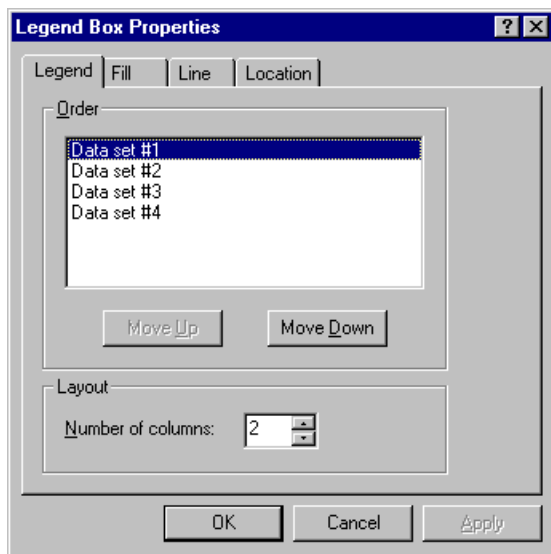 Legend Box Properties
Legend Fill Line Location
Order
Data set #1
Data set #2
Data set #3
Data set #4
Move Up Move Down
Layout
Number of columns: 2
OK Cancel Apply